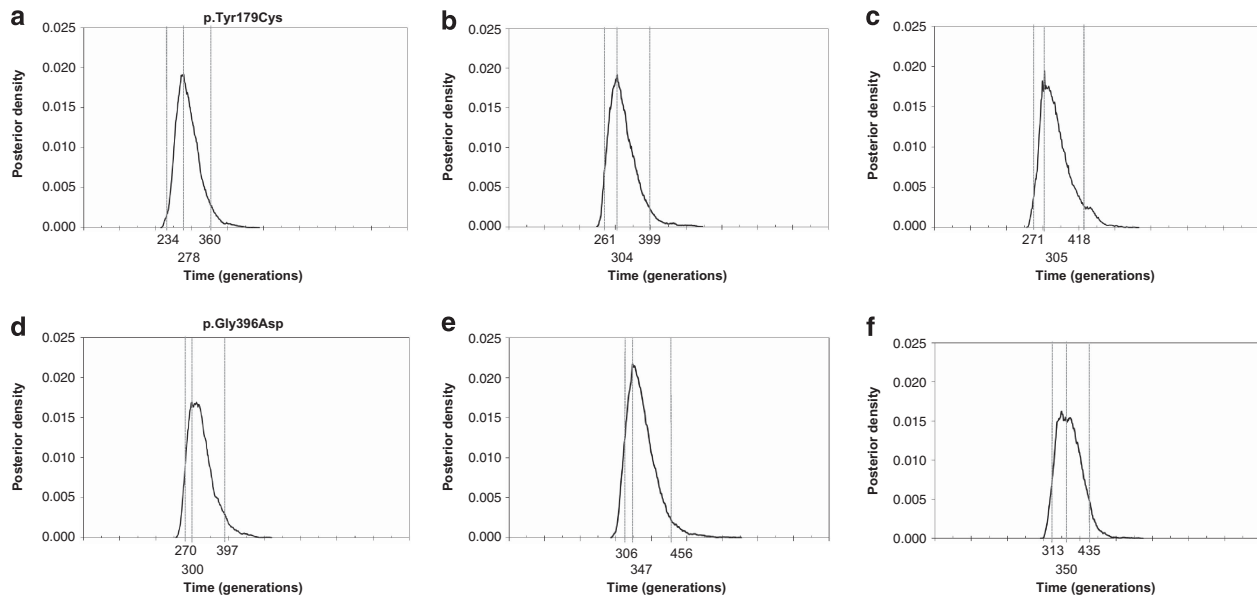 a
p.Tyr179Cys
0.025
0.020
0.015
0.010
0.005
0.000
Posterior density
234 360
278
Time (generations)
b
0.025
0.020
0.015
0.010
0.005
0.000
Posterior density
261 399
304
Time (generations)
c
0.025
0.020
0.015
0.010
0.005
0.000
Posterior density
271 418
305
Time (generations)
d
p.Gly396Asp
0.025
0.020
0.015
0.010
0.005
0.000
Posterior density
270 397
300
Time (generations)
e
0.025
0.020
0.015
0.010
0.005
0.000
Posterior density
306 456
347
Time (generations)
f
0.025
0.020
0.015
0.010
0.005
0.000
Posterior density
313 435
350
Time (generations)